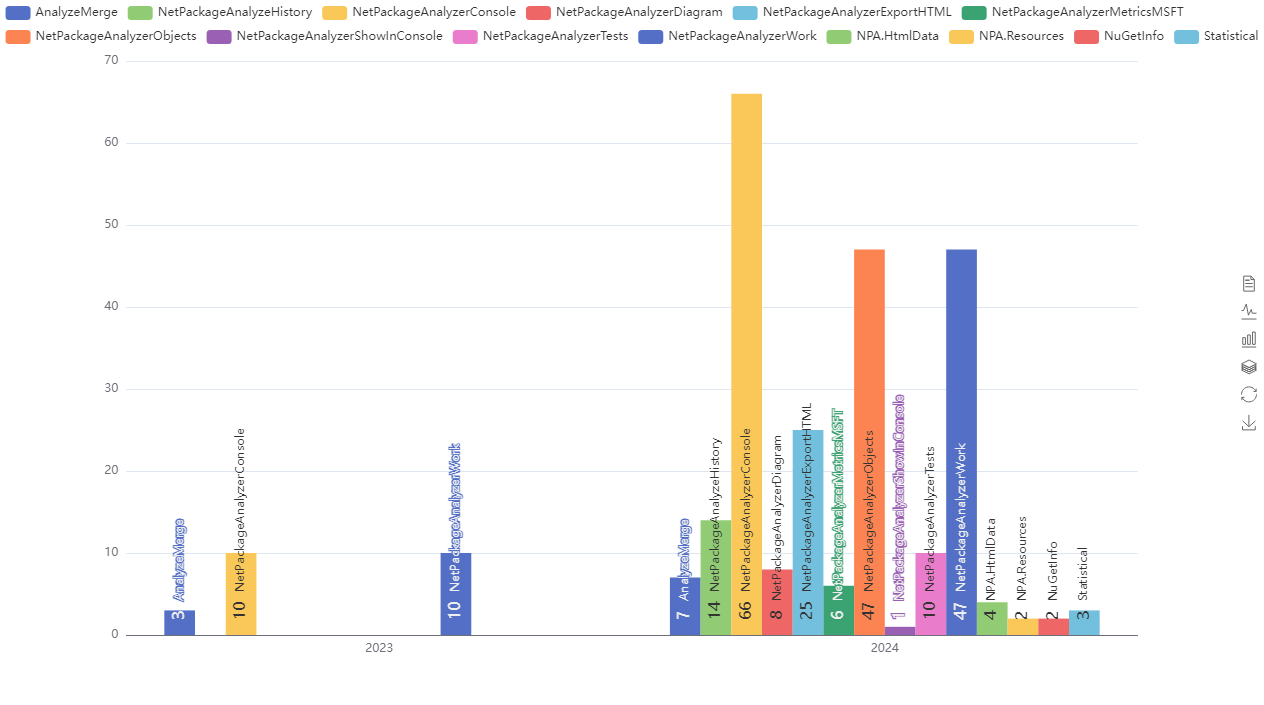 AnalyzeMerge NetPackageAnalyzeHistory NetPackageAnalyzerConsole NetPackageAnalyzerDiagram NetPackageAnalyzerExportHTML NetPackageAnalyzerMetricsMSFT
NetPackageAnalyzerObjects NetPackageAnalyzerShowInConsole NetPackageAnalyzerTests NetPackageAnalyzerWork NPA.HtmlData NPA.Resources NuGetInfo Statistical
70
60
50
40
30
20
10
0
3 AnalyzeMerge
10 NetPackageAnalyzerConsole
10 NetPackageAnalyzerWork
7 AnalyzeMerge
14 NetPackageAnalyzeHistory
66 NetPackageAnalyzerConsole
8 NetPackageAnalyzerDiagram
25 NetPackageAnalyzerExportHTML
6 NetPackageAnalyzerMetricsMSFT
47 NetPackageAnalyzerObjects
1 NetPackageAnalyzerShowInConsole
10 NetPackageAnalyzerTests
47 NetPackageAnalyzerWork
4 NPA.HtmlData
2 NPA.Resources
2 NuGetInfo
3 Statistical
2023
2024